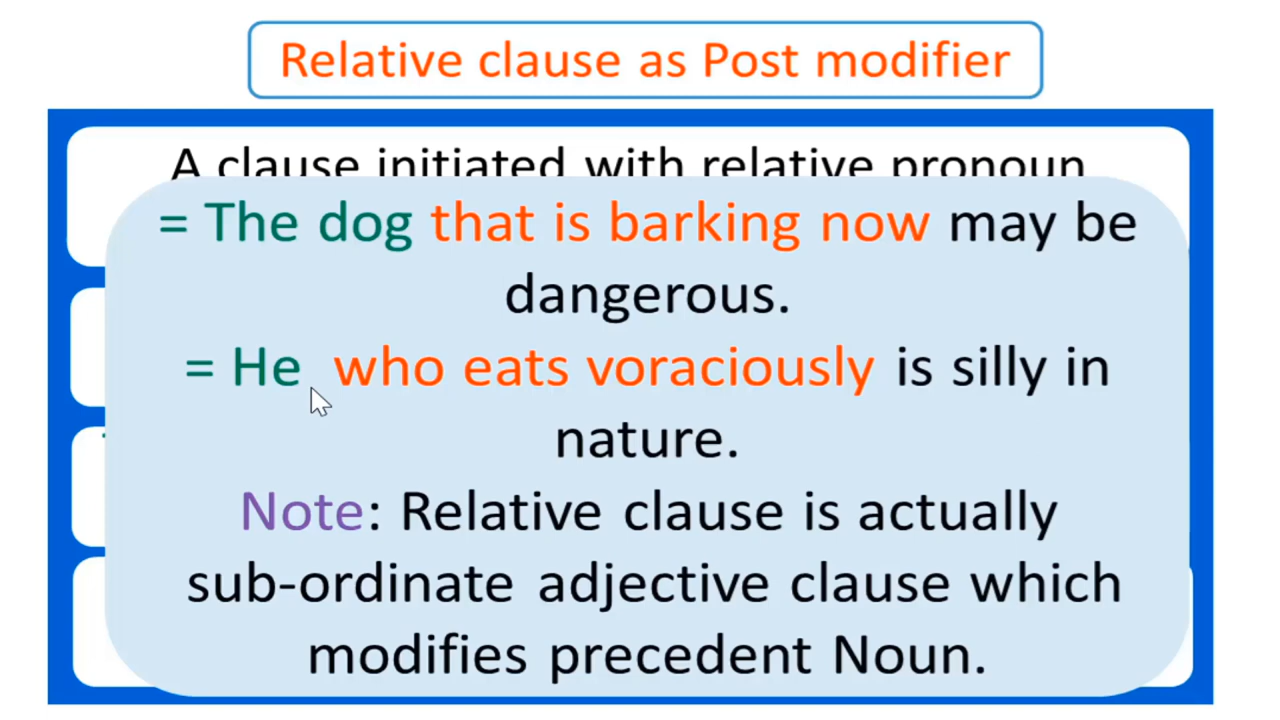 Relative clause as Post modifier
A clause initiated with relative pronoun
= The dog that is barking now may be
dangerous.
= He who eats voraciously is silly in
nature.
Note: Relative clause is actually
sub-ordinate adjective clause which
modifies precedent Noun.